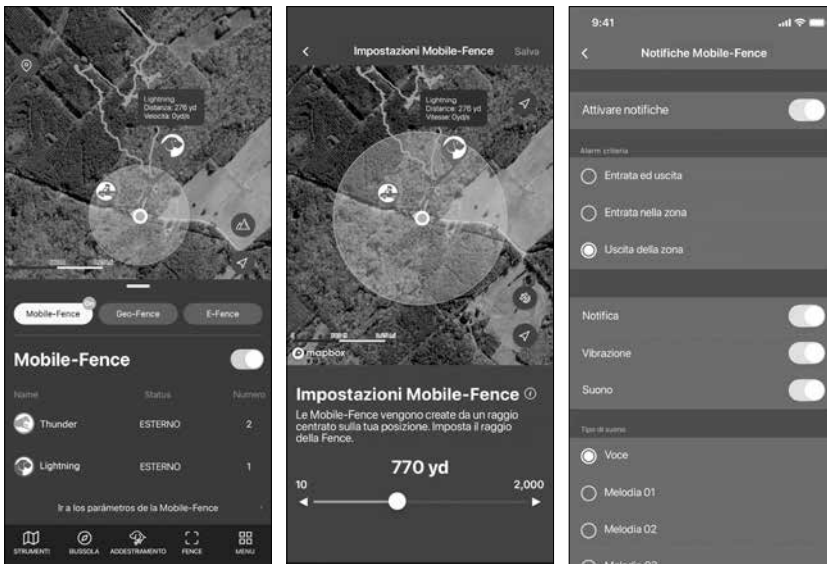 Lightning
Distanza: 276 yd
Velocità: 0yd/s
Mobile-Fence
On
Geo-Fence
E-Fence
Mobile-Fence
Name Status Numero
Thunder ESTERNO 2
Lightning ESTERNO 1
Ir a los parámetros de la Mobile-Fence
STRUMENTI BUSSOLA ADDESTRAMENTO FENCE MENU
Impostazioni Mobile-Fence Salva
Lightning
Distance: 276 yd
Vitesse: 0yd/s
mapbox
Impostazioni Mobile-Fence
Le Mobile-Fence vengono create da un raggio
centrato sulla tua posizione. Imposta il raggio
della Fence.
770 yd
10 2,000
9:41
Notifiche Mobile-Fence
Attivare notifiche
Alarm criteria
Entrata ed uscita
Entrata nella zona
Uscita della zona
Notifica
Vibrazione
Suono
Tipo di suono
Voce
Melodia 01
Melodia 02